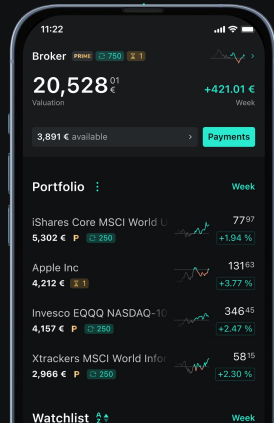 11:22
Broker PRIME 750 1
20,528 01 € +421.01 €
Valuation Week
3,891 € available Payments
Portfolio Week
iShares Core MSCI World U 77 97
5,302 € P 250 +1.94 %
Apple Inc 131 63
4,212 € 1 +3.77 %
Invesco EQQQ NASDAQ-10 346 45
4,157 € P 250 +2.47 %
Xtrackers MSCI World Infor 58 15
2,966 € P 250 +2.30 %
Watchlist A Z Week